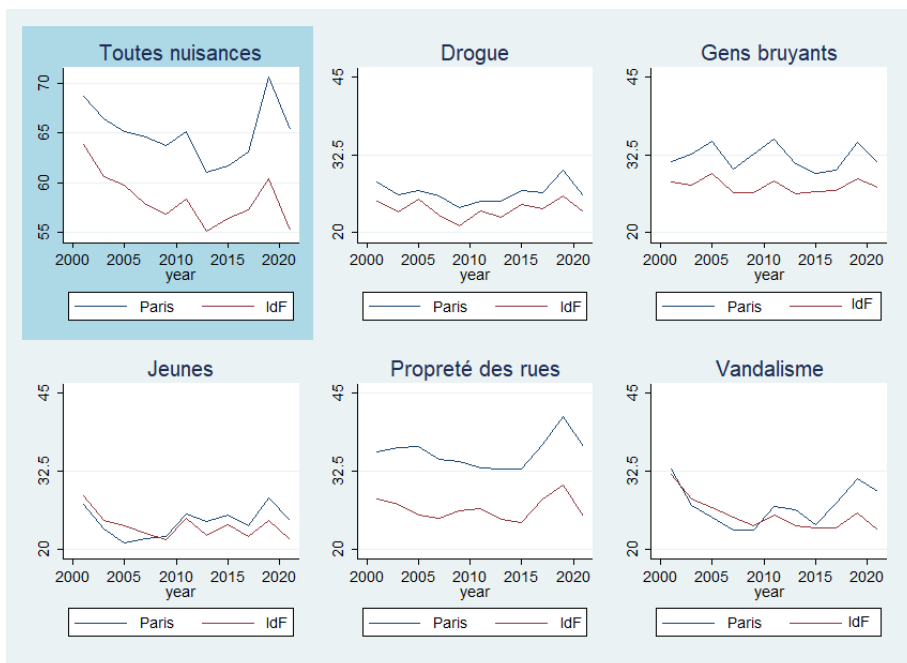 Toutes nuisances
70
65
60
55
2000 2005 2010 2015 2020
year
Paris IdF
Drogue
45
32.5
20
2000 2005 2010 2015 2020
year
Paris IdF
Gens bruyants
45
32.5
20
2000 2005 2010 2015 2020
year
Paris IdF
Jeunes
45
32.5
20
2000 2005 2010 2015 2020
year
Paris IdF
Propreté des rues
45
32.5
20
2000 2005 2010 2015 2020
year
Paris IdF
Vandalisme
45
32.5
20
2000 2005 2010 2015 2020
year
Paris IdF